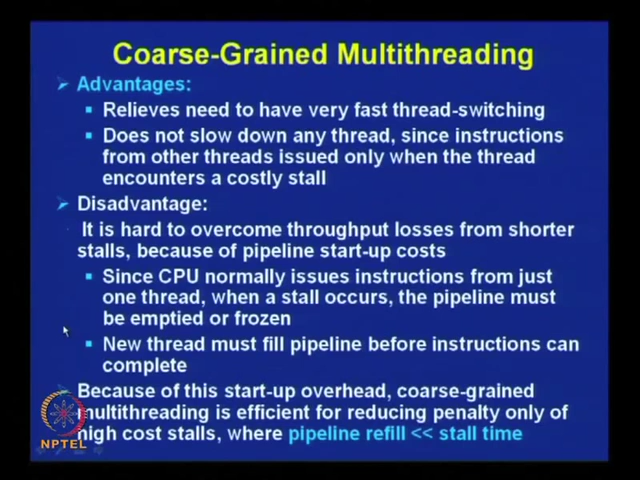 Coarse-Grained Multithreading
Advantages:
Relieves need to have very fast thread-switching
Does not slow down any thread, since instructions
from other threads issued only when the thread
encounters a costly stall
Disadvantage:
It is hard to overcome throughput losses from shorter
stalls, because of pipeline start-up costs
Since CPU normally issues instructions from just
one thread, when a stall occurs, the pipeline must
be emptied or frozen
New thread must fill pipeline before instructions can
complete
Because of this start-up overhead, coarse-grained
multithreading is efficient for reducing penalty only of
high cost stalls, where pipeline refill << stall time
NPTEL